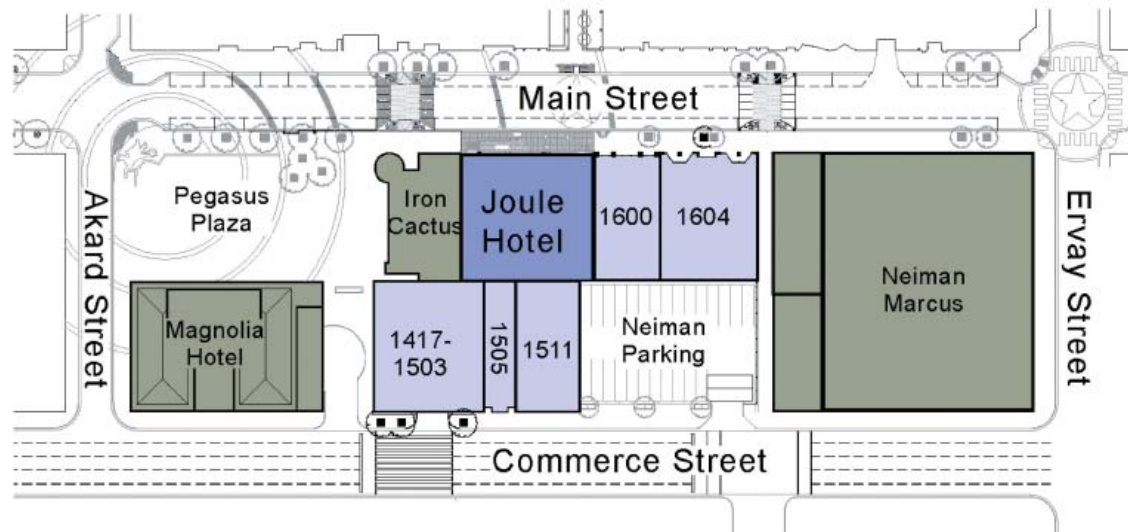 Main Street
Akard Street
Pegasus
Plaza
Iron
Cactus
Joule
Hotel
1600
1604
Neiman
Marcus
Ervay Street
Magnolia
Hotel
1417-
1503
1505
1511
Neiman
Parking
Commerce Street